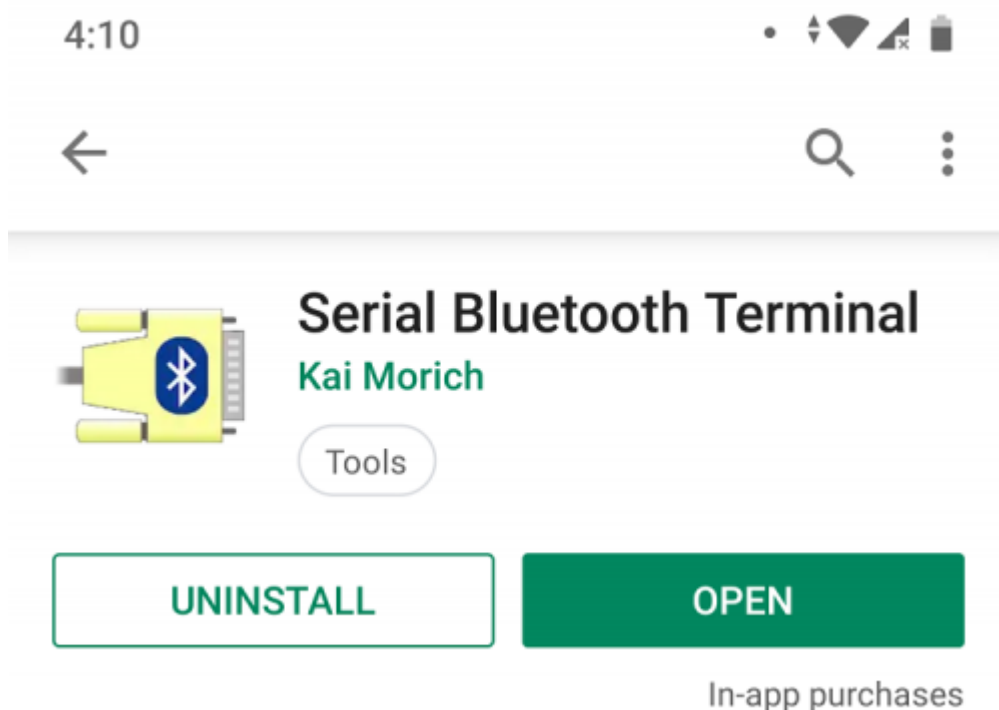 4:10
Serial Bluetooth Terminal
Kai Morich
Tools
UNINSTALL
OPEN
In-app purchases